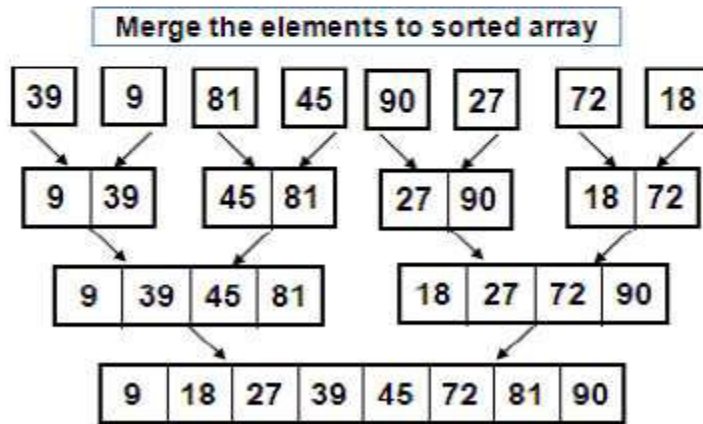 Merge the elements to sorted array
39 9 81 45 90 27 72 18
9 39 45 81 27 90 18 72
9 39 45 81 18 27 72 90
9 18 27 39 45 72 81 90